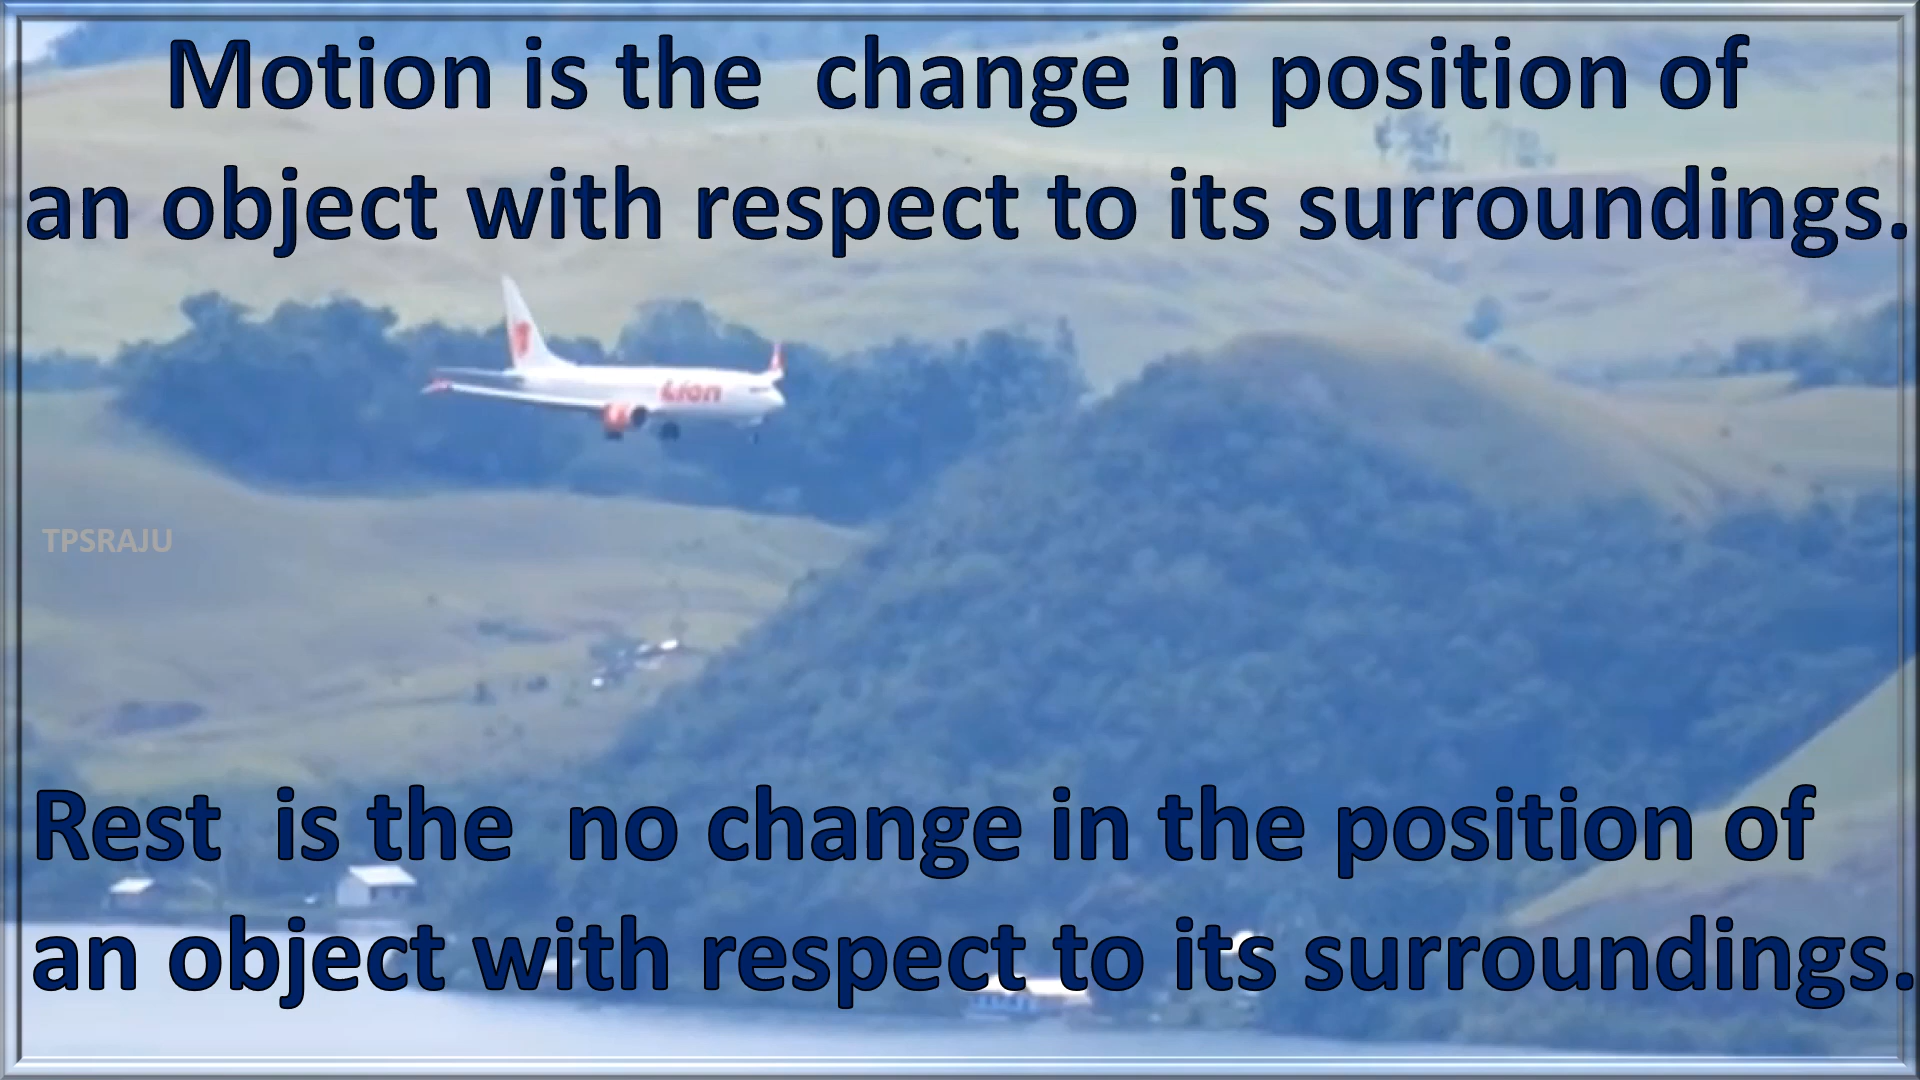 Motion is the  change in position of
an object with respect to its surroundings.
Lion
TPSRAJU
Rest  is the  no change in the position of
an object with respect to its surroundings.